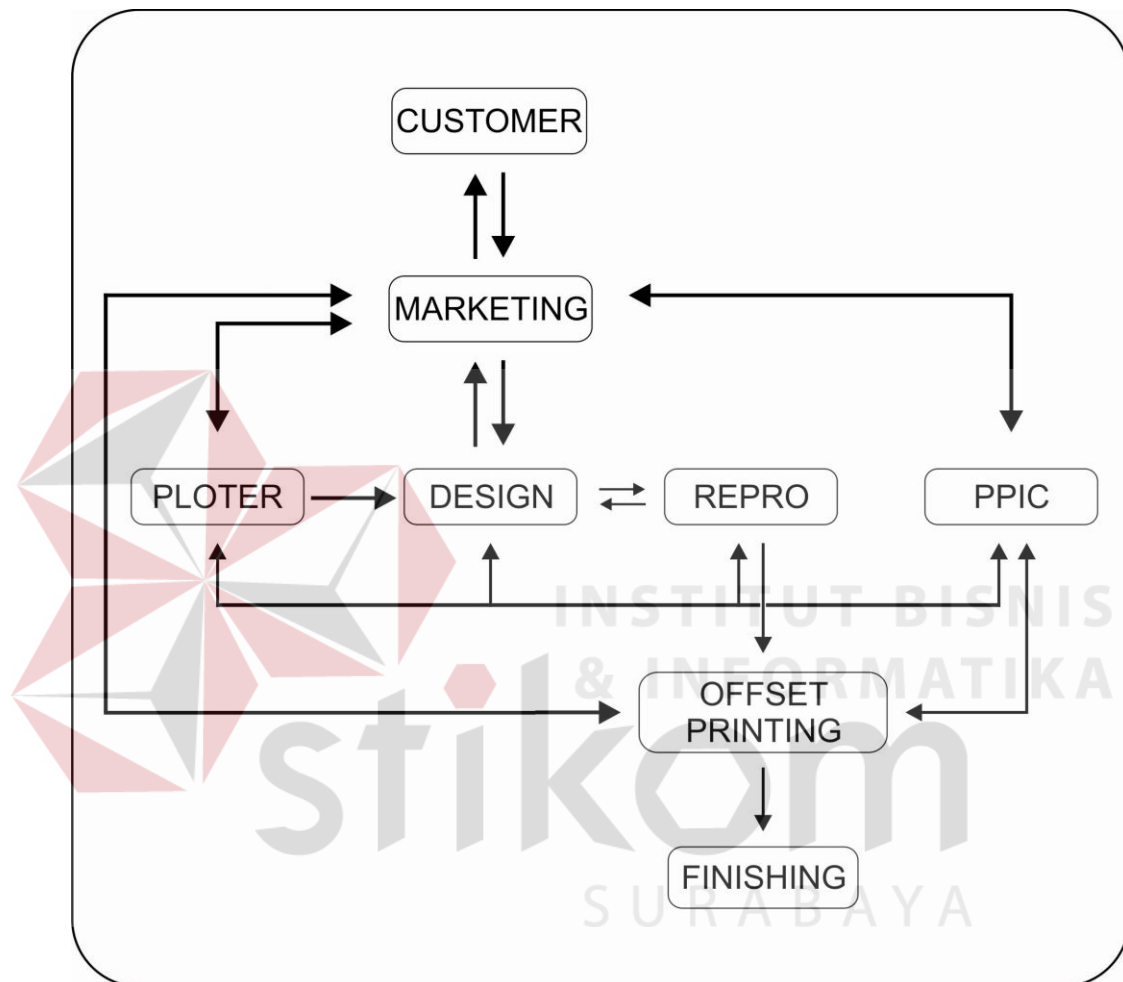 CUSTOMER
MARKETING
PLOTER
DESIGN
REPRO
PPIC
INSTITUT BISNIS
& INFORMATIKA
OFFSET
PRINTING
stikom
FINISHING
SURABAYA